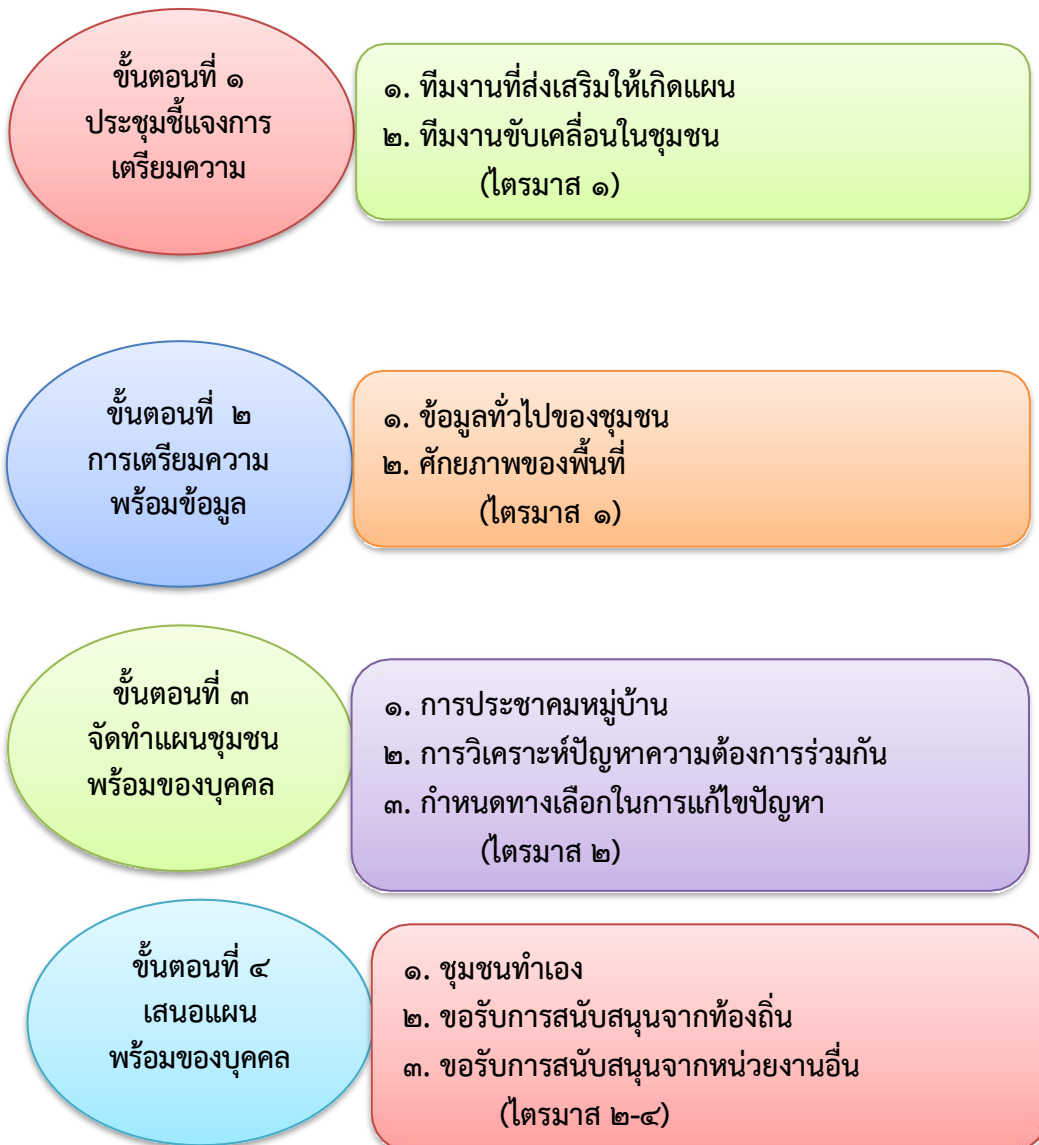 ขั้นตอนที่ ๑
ประชุมชี้แจงการ
เตรียมความ
๑. ทีมงานที่ส่งเสริมให้เกิดแผน
๒. ทีมงานขับเคลื่อนในชุมชน
(ไตรมาส ๑)
ขั้นตอนที่ ๒
การเตรียมความ
พร้อมข้อมูล
๑. ข้อมูลทั่วไปของชุมชน
๒. ศักยภาพของพื้นที่
(ไตรมาส ๑)
ขั้นตอนที่ ๓
จัดทำแผนชุมชน
พร้อมของบุคคล
๑. การประชาคมหมู่บ้าน
๒. การวิเคราะห์ปัญหาความต้องการร่วมกัน
๓. กำหนดทางเลือกในการแก้ไขปัญหา
(ไตรมาส ๒)
ขั้นตอนที่ ๔
เสนอแผน
พร้อมของบุคคล
๑. ชุมชนทำเอง
๒. ขอรับการสนับสนุนจากท้องถิ่น
๓. ขอรับการสนับสนุนจากหน่วยงานอื่น
(ไตรมาส ๒-๔)